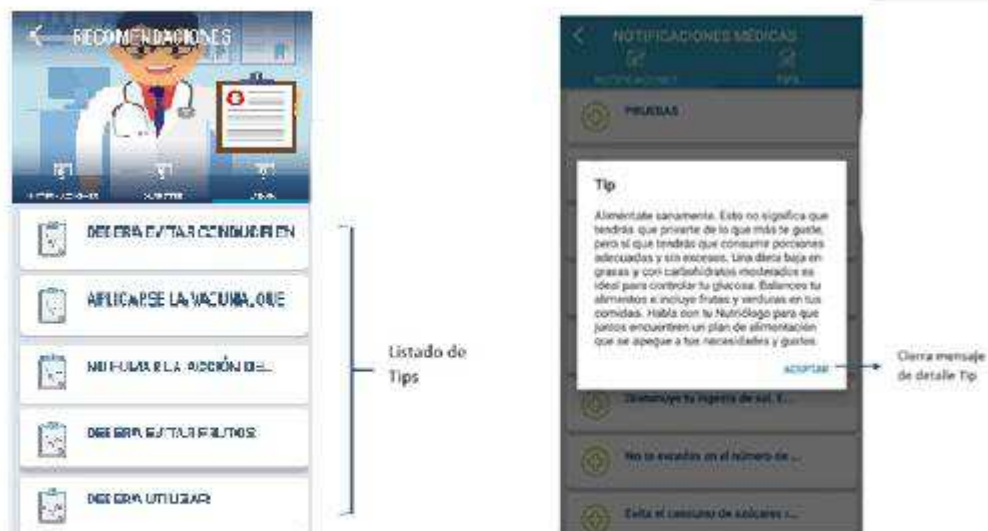 RECOMENDACIONES
DEBERA EVITAR CONDUCIR EN
APLICARSE LA VACUNA, QUE
NO FUMAR LA ADICCIÓN DEL..
DEBERA EVITAR FRUTOS
DEBERA UTILIZAR
Listado de
Tips
NOTIFICACIONES MÉDICAS
NOTIFICACIONES
TIPS
PRUEBAS
Tip
Alimentate sanamente. Esto no significa que
tendrás que privarte de lo que más te guste,
pero sí que tendrás que consumir porciones
adecuadas y sin excesos. Una dieta baja en
grasas y con carbohidratos moderados es
ideal para controlar tu glucosa. Balancea tu
alimentos e incluye frutas y verduras en tus
comidas. Habla con tu Nutriólogo para que
juntos encuentren un plan de alimentación
que se apegue a tus necesidades y gustos.
ACEPTAR
Disminuye tu ingesta de sal. E...
No te excedas en el número de ...
Evita el consumo de azúcares r...
Cierra mensaje
de detalle Tip